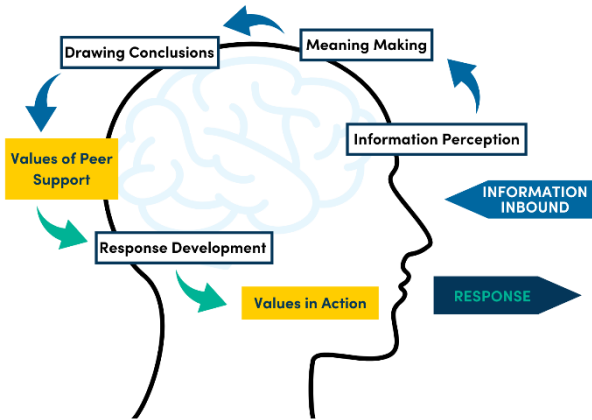 Meaning Making
Drawing Conclusions
Information Perception
Values of Peer
Support
INFORMATION
INBOUND
Response Development
Values in Action
RESPONSE